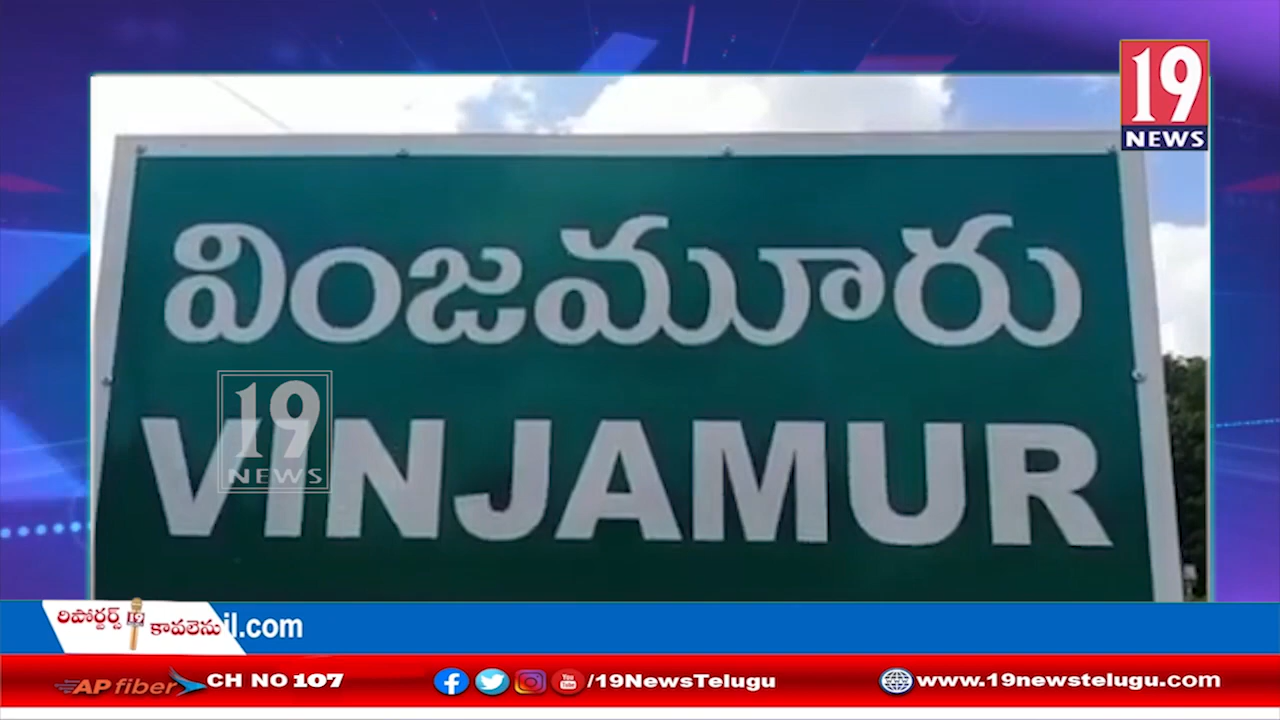 19
NEWS
వింజమూరు
19
NEWS
VINJAMUR
రిపోర్టర్స్ 19 కావలెను
il.com
AP fiber CH NO 107
/19NewsTelugu
www.19newstelugu.com